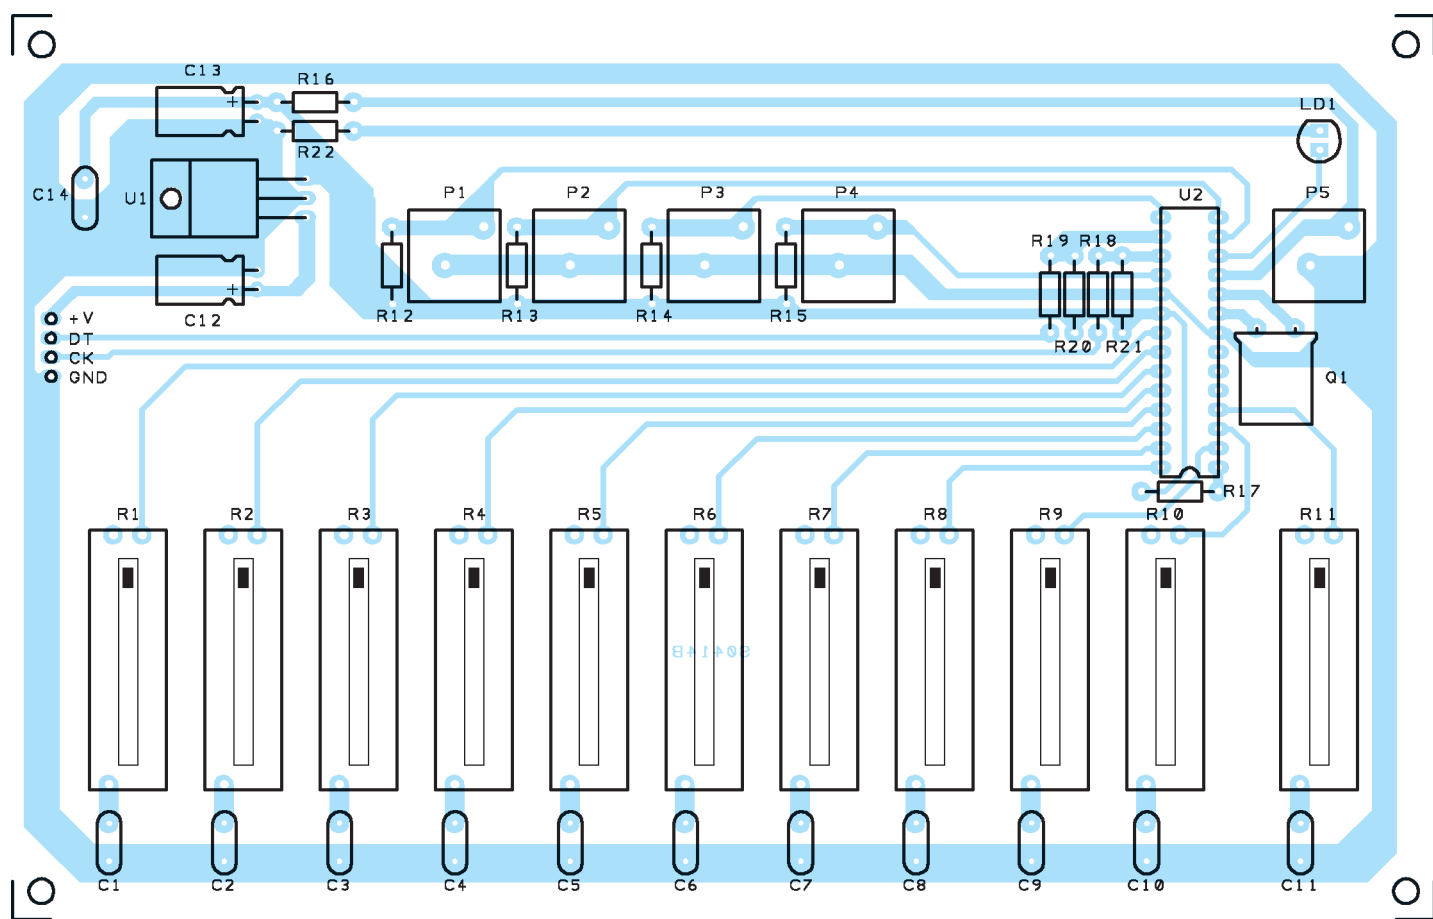 C13 R16 LD1
R22
C14 U1 P1 P2 P3 P4 U2 P5
R19 R18
C12 R12 R13 R14 R15
+V
DT R20 R21
CK
GND Q1
R17
R1 R2 R3 R4 R5 R6 R7 R8 R9 R10 R11
S0414B
C1 C2 C3 C4 C5 C6 C7 C8 C9 C10 C11